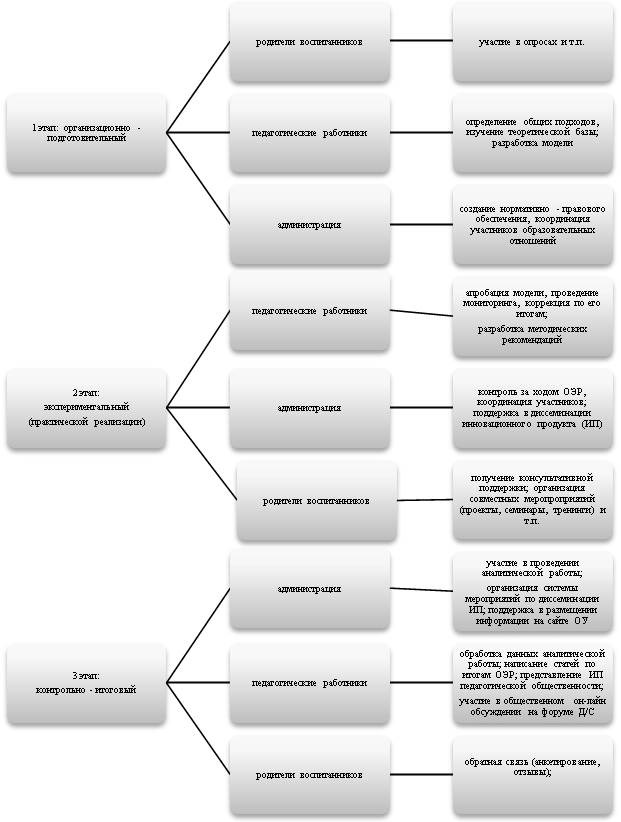 родители воспитанников
участие в опросах и т.п.
1этап: организационно -
подготовительный
педагогические работники
определение общих подходов,
изучение теоретической базы;
разработка модели
администрация
создание нормативно - правового
обеспечения, координация
участников образовательных
отношений
2этап:
экспериментальный
(практической реализации)
педагогические работники
апробация модели, проведение
мониторинга, коррекция по его
итогам;
разработка методических
рекомендаций
администрация
контроль за ходом ОЭР,
координация участников;
поддержка в диссеминации
инновационного продукта (ИП)
родители воспитанников
получение консультативной
поддержки; организация
совместных меропроприятий
(проекты, семинары, тренинги) и
т.п.
3этап:
контрольно - итоговый
администрация
участие в проведении
аналитической работы;
организация системы
мероприятий по диссеминации
ИП; поддержка в размещении
информации на сайте ОУ
педагогические работники
обработка данных аналитической
работы; написание статей по
итогам ОЭР; представление ИП
педагогической общественности;
участие в общественном он-лайн
обсуждении на форуме Д/С
родители воспитанников
обратная связь (анкетирование,
отзывы);